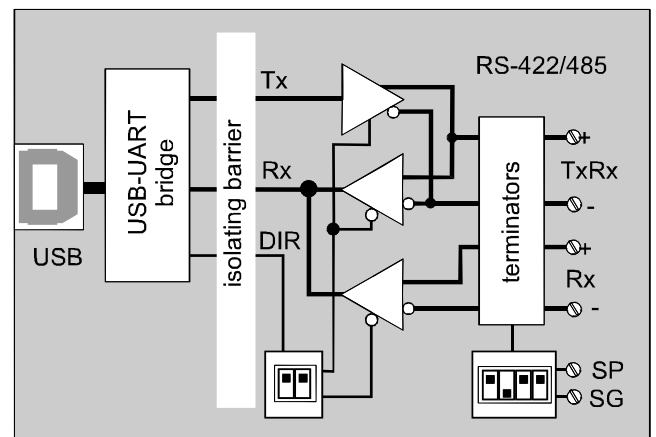 RS-422/485
Tx
+
USB-UART
bridge
isolating barrier
Rx
terminators
TxRx
-
USB
DIR
+
Rx
-
SP
SG